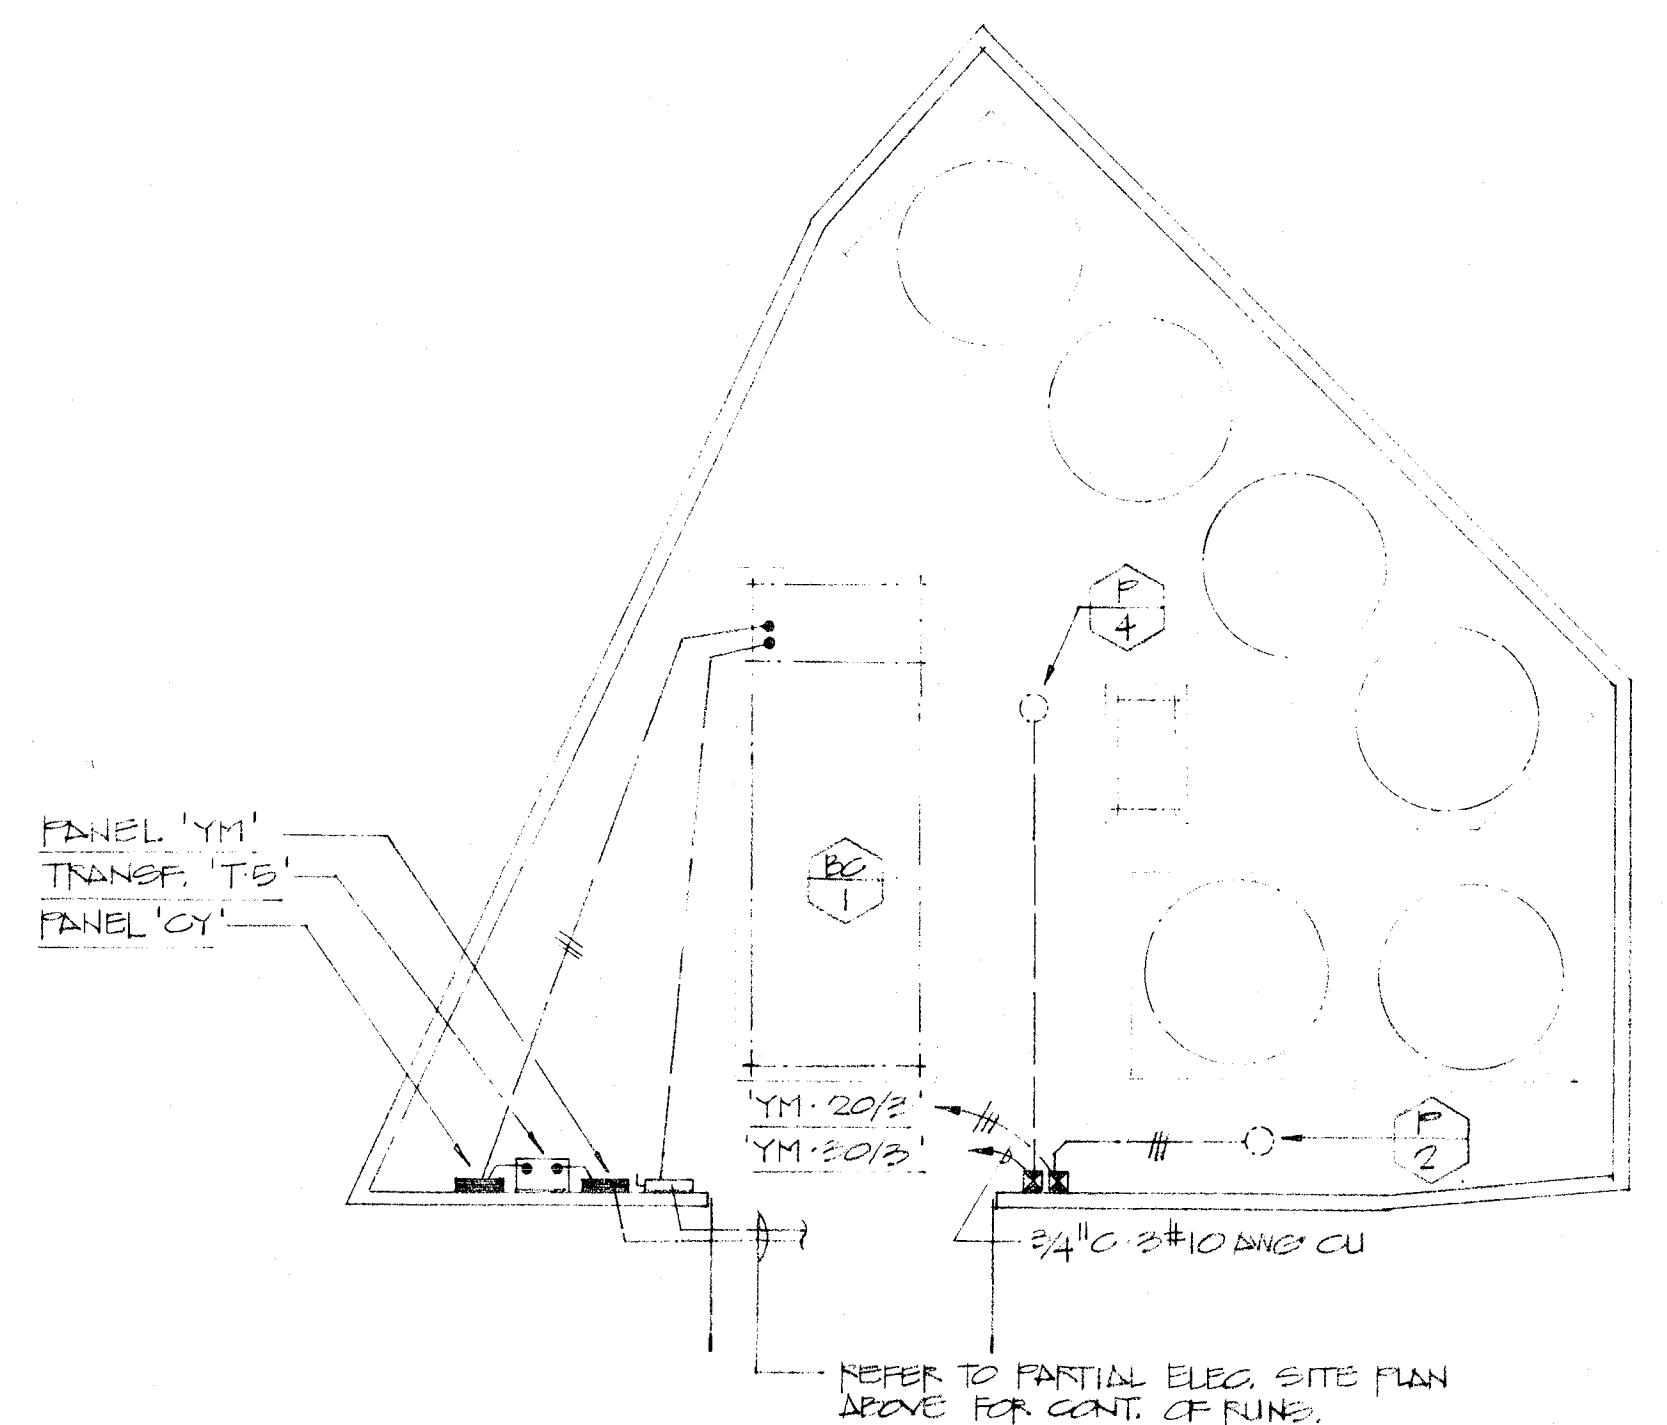 P
4
PANEL 'YM'
TRANSF. 'T-5'
PANEL 'CY'
BC
1
'YM-20/3'
'YM-30/3'
P
2
3/4"C-3#10 AWG CU
REFER TO PARTIAL ELEC. SITE PLAN
ABOVE FOR CONT. OF RUNS.